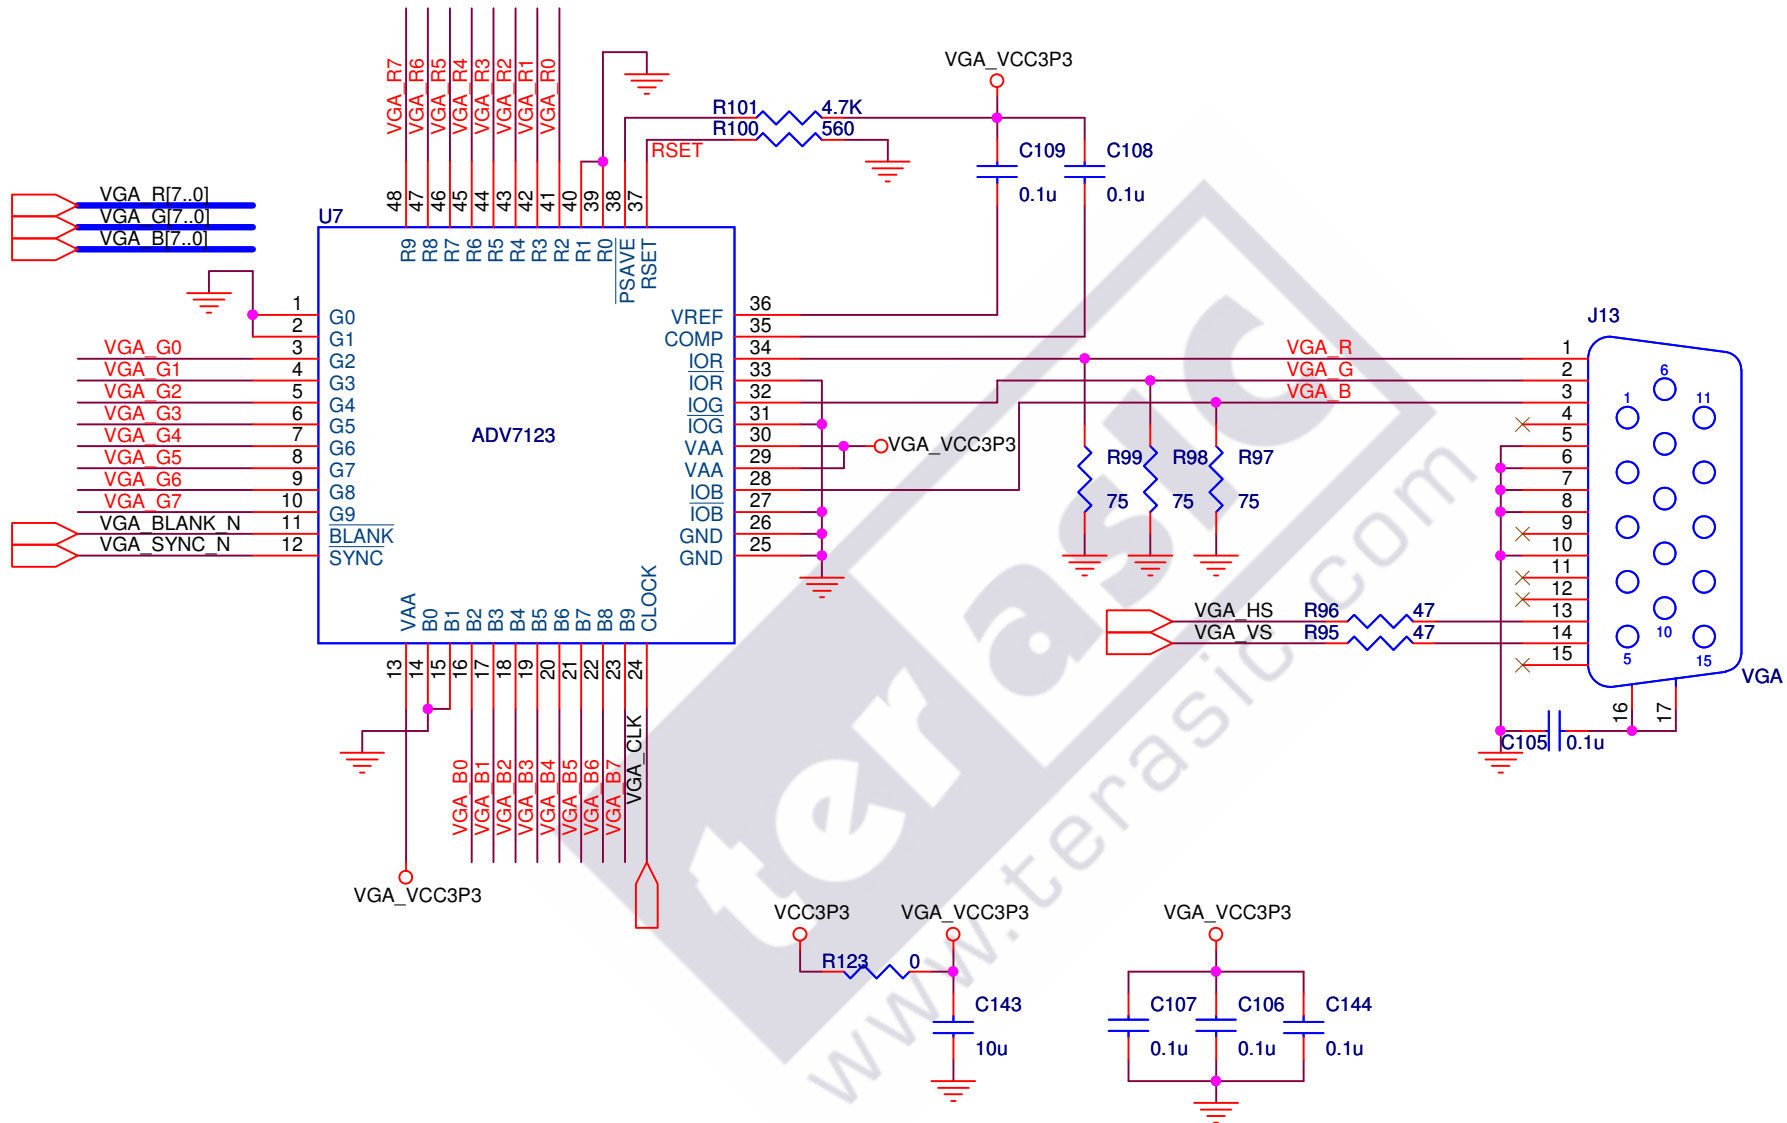 VGA_R7
VGA_R6
VGA_R5
VGA_R4
VGA_R3
VGA_R2
VGA_R1
VGA_R0
VGA_VCC3P3
R101 4.7K
R100 560
RSET
C109
0.1u
C108
0.1u
VGA_R[7..0]
VGA_G[7..0]
VGA_B[7..0]
U7
48
47
46
45
44
43
42
41
40
39
38
37
R9
R8
R7
R6
R5
R4
R3
R2
R1
R0
PSAVE
RSET
1 G0
2 G1
VGA_G0 3 G2
VGA_G1 4 G3
VGA_G2 5 G4
VGA_G3 6 G5
VGA_G4 7 G6
VGA_G5 8 G7
VGA_G6 9 G8
VGA_G7 10 G9
VGA_BLANK_N 11 BLANK
VGA_SYNC_N 12 SYNC
ADV7123
VREF 36
COMP 35
IOR 34
IOR 33
IOG 32
IOG 31
VAA 30
VAA 29
IOB 28
IOB 27
GND 26
GND 25
VGA_VCC3P3
VGA_R
VGA_G
VGA_B
R99
75
R98
75
R97
75
VAA
B0
B1
B2
B3
B4
B5
B6
B7
B8
B9
CLOCK
13
14
15
16
17
18
19
20
21
22
23
24
VGA_B0
VGA_B1
VGA_B2
VGA_B3
VGA_B4
VGA_B5
VGA_B6
VGA_B7
VGA_CLK
VGA_VCC3P3
J13
1
2
3
4
5
6
7
8
9
10
11
12
13
14
15
6
1
11
10
5
15
VGA
VGA_HS R96 47
VGA_VS R95 47
16
17
C105 0.1u
VCC3P3
VGA_VCC3P3
R123 0
C143
10u
VGA_VCC3P3
C107
0.1u
C106
0.1u
C144
0.1u
terasic
www.terasic.com